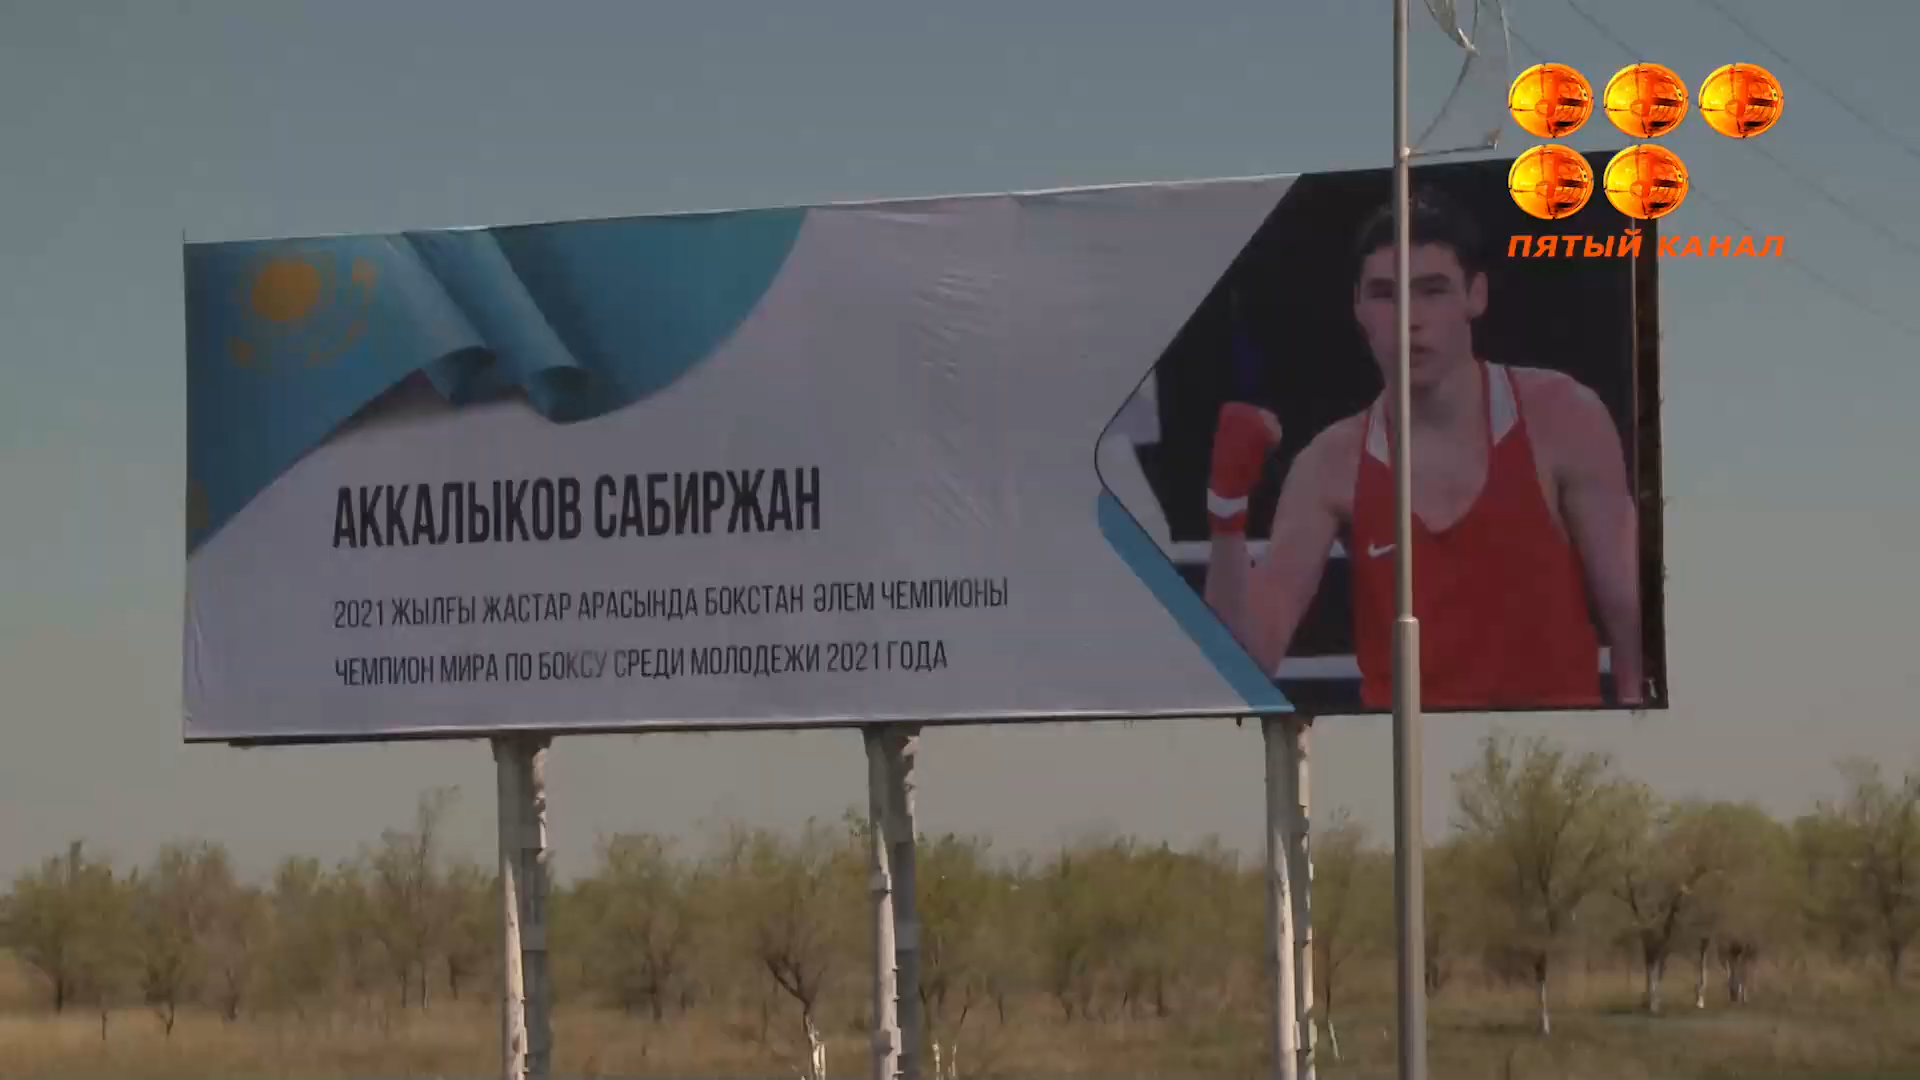 ПЯТЫЙ КАНАЛ
АККАЛЫКОВ САБИРЖАН
2021 ЖЫЛҒЫ ЖАСТАР АРАСЫНДА БОКСТАН ӘЛЕМ ЧЕМПИОНЫ
ЧЕМПИОН МИРА ПО БОКСУ СРЕДИ МОЛОДЕЖИ 2021 ГОДА